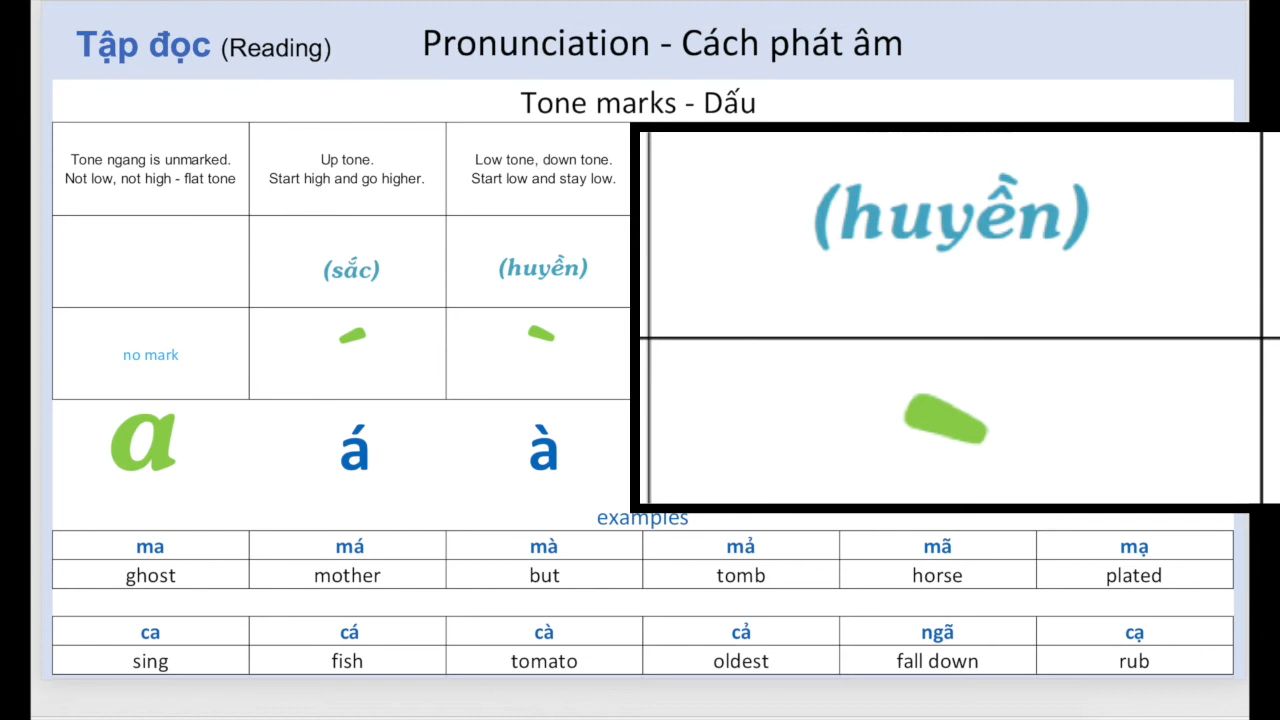 Tập đọc (Reading)
Pronunciation - Cách phát âm
Tone marks - Dấu
Tone ngang is unmarked.
Not low, not high - flat tone
Up tone.
Start high and go higher.
Low tone, down tone.
Start low and stay low.
(sắc)
(huyền)
(huyền)
no mark
a
á
à
examples
ma má mà mả mã mạ
ghost mother but tomb horse plated
ca cá cà cả ngã cạ
sing fish tomato oldest fall down rub